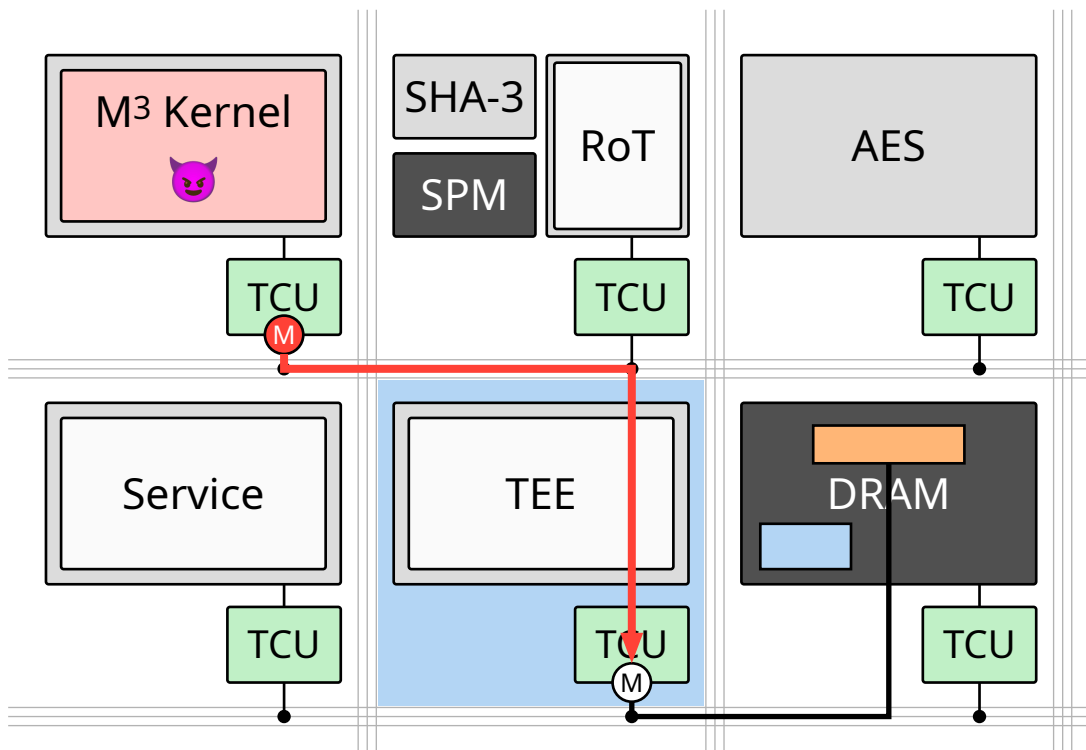 M³ Kernel
SHA-3
SPM
RoT
AES
TCU
TCU
TCU
M
Service
TEE
DRAM
TCU
TCU
TCU
M